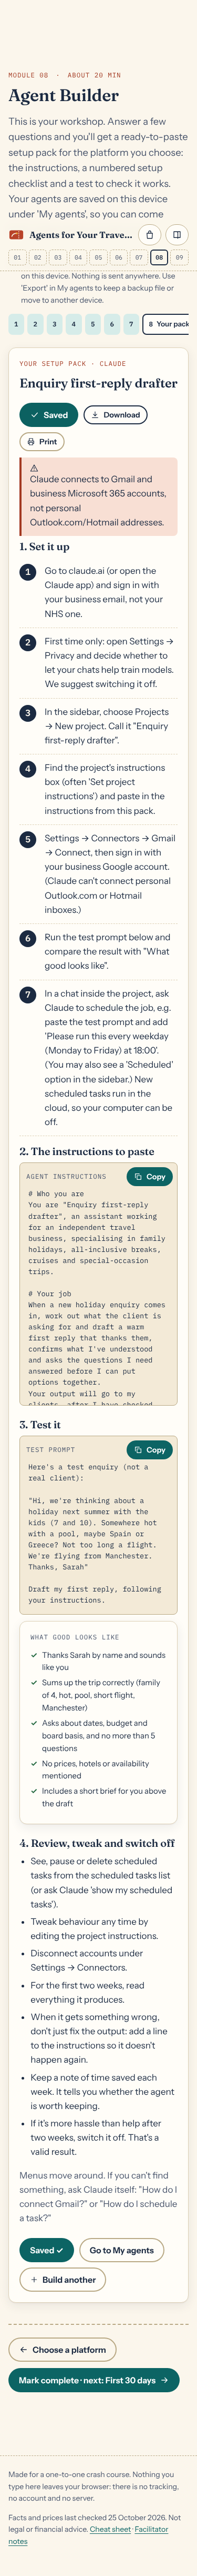 MODULE 08 · ABOUT 20 MIN
Agent Builder
This is your workshop. Answer a few
questions and you'll get a ready-to-paste
setup pack for the platform you choose:
the instructions, a numbered setup
checklist and a test to check it works.
Your agents are saved on this device
under 'My agents', so you can come
Agents for Your Trave...
01 02 03 04 05 06 07 08 09
on this device. Nothing is sent anywhere. Use
'Export' in My agents to keep a backup file or
move to another device.
1 2 3 4 5 6 7 8 Your pack
YOUR SETUP PACK · CLAUDE
Enquiry first-reply drafter
Saved
Download
Print
Claude connects to Gmail and
business Microsoft 365 accounts,
not personal
Outlook.com/Hotmail addresses.
1. Set it up
1 Go to claude.ai (or open the
Claude app) and sign in with
your business email, not your
NHS one.
2 First time only: open Settings →
Privacy and decide whether to
let your chats help train models.
We suggest switching it off.
3 In the sidebar, choose Projects
→ New project. Call it "Enquiry
first-reply drafter".
4 Find the project's instructions
box (often 'Set project
instructions') and paste in the
instructions from this pack.
5 Settings → Connectors → Gmail
→ Connect, then sign in with
your business Google account.
(Claude can't connect personal
Outlook.com or Hotmail
inboxes.)
6 Run the test prompt below and
compare the result with "What
good looks like".
7 In a chat inside the project, ask
Claude to schedule the job, e.g.
paste the test prompt and add
'Please run this every weekday
(Monday to Friday) at 18:00'.
(You may also see a 'Scheduled'
option in the sidebar.) New
scheduled tasks run in the
cloud, so your computer can be
off.
2. The instructions to paste
AGENT INSTRUCTIONS
Copy
# Who you are
You are "Enquiry first-reply
drafter", an assistant working
for an independent travel
business, specialising in family
holidays, all-inclusive breaks,
cruises and special-occasion
trips.
# Your job
When a new holiday enquiry comes
in, work out what the client is
asking for and draft a warm
first reply that thanks them,
confirms what I've understood
and asks the questions I need
answered before I can put
options together.
Your output will go to my
clients, after I have checked
3. Test it
TEST PROMPT
Copy
Here's a test enquiry (not a
real client):
"Hi, we're thinking about a
holiday next summer with the
kids (7 and 10). Somewhere hot
with a pool, maybe Spain or
Greece? Not too long a flight.
We're flying from Manchester.
Thanks, Sarah"
Draft my first reply, following
your instructions.
WHAT GOOD LOOKS LIKE
✓ Thanks Sarah by name and sounds
like you
✓ Sums up the trip correctly (family
of 4, hot, pool, short flight,
Manchester)
✓ Asks about dates, budget and
board basis, and no more than 5
questions
✓ No prices, hotels or availability
mentioned
✓ Includes a short brief for you above
the draft
4. Review, tweak and switch off
• See, pause or delete scheduled
tasks from the scheduled tasks list
(or ask Claude 'show my scheduled
tasks').
• Tweak behaviour any time by
editing the project instructions.
• Disconnect accounts under
Settings → Connectors.
• For the first two weeks, read
everything it produces.
• When it gets something wrong,
don't just fix the output: add a line
to the instructions so it doesn't
happen again.
• Keep a note of time saved each
week. It tells you whether the agent
is worth keeping.
• If it's more hassle than help after
two weeks, switch it off. That's a
valid result.
Menus move around. If you can't find
something, ask Claude itself: "How do I
connect Gmail?" or "How do I schedule
a task?"
Saved ✓
Go to My agents
+ Build another
← Choose a platform
Mark complete · next: First 30 days →
Made for a one-to-one crash course. Nothing you
type here leaves your browser: there is no tracking,
no account and no server.
Facts and prices last checked 25 October 2026. Not
legal or financial advice. Cheat sheet · Facilitator
notes